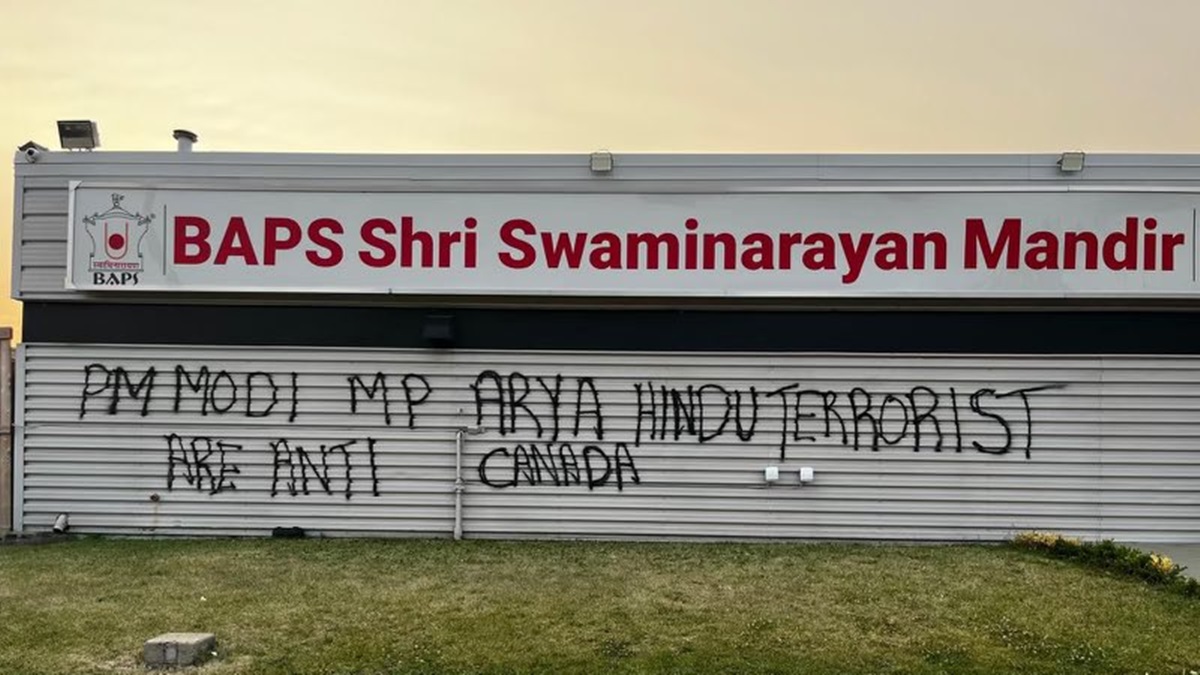 BAPS Shri Swaminarayan Mandir
BAPS
PM MODI MP ARYA HINDU TERRORIST
ARE ANTI CANADA